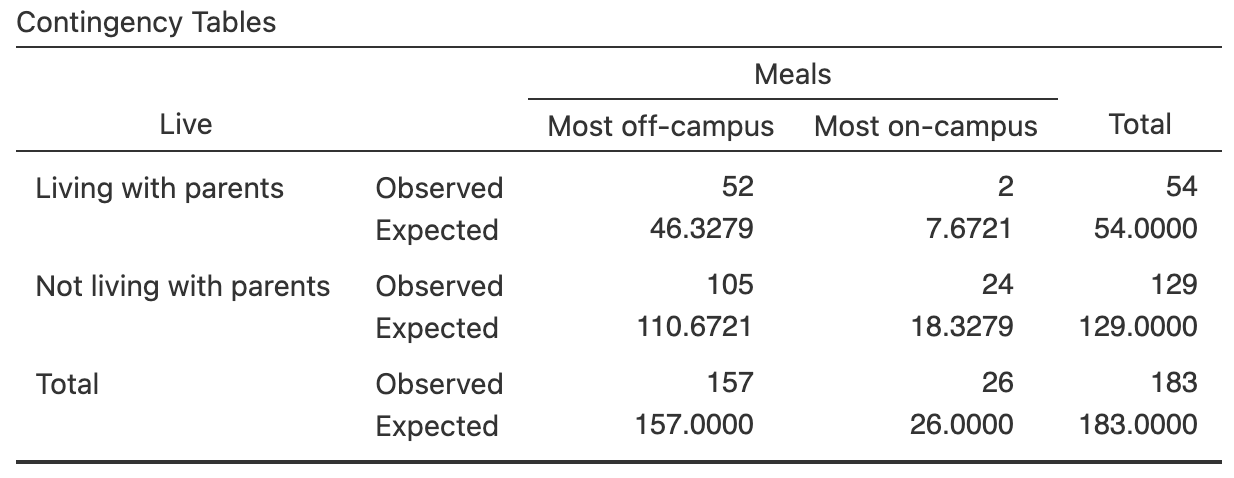 Contingency Tables
Meals
Live Most off-campus Most on-campus Total
Living with parents Observed 52 2 54
Expected 46.3279 7.6721 54.0000
Not living with parents Observed 105 24 129
Expected 110.6721 18.3279 129.0000
Total Observed 157 26 183
Expected 157.0000 26.0000 183.0000